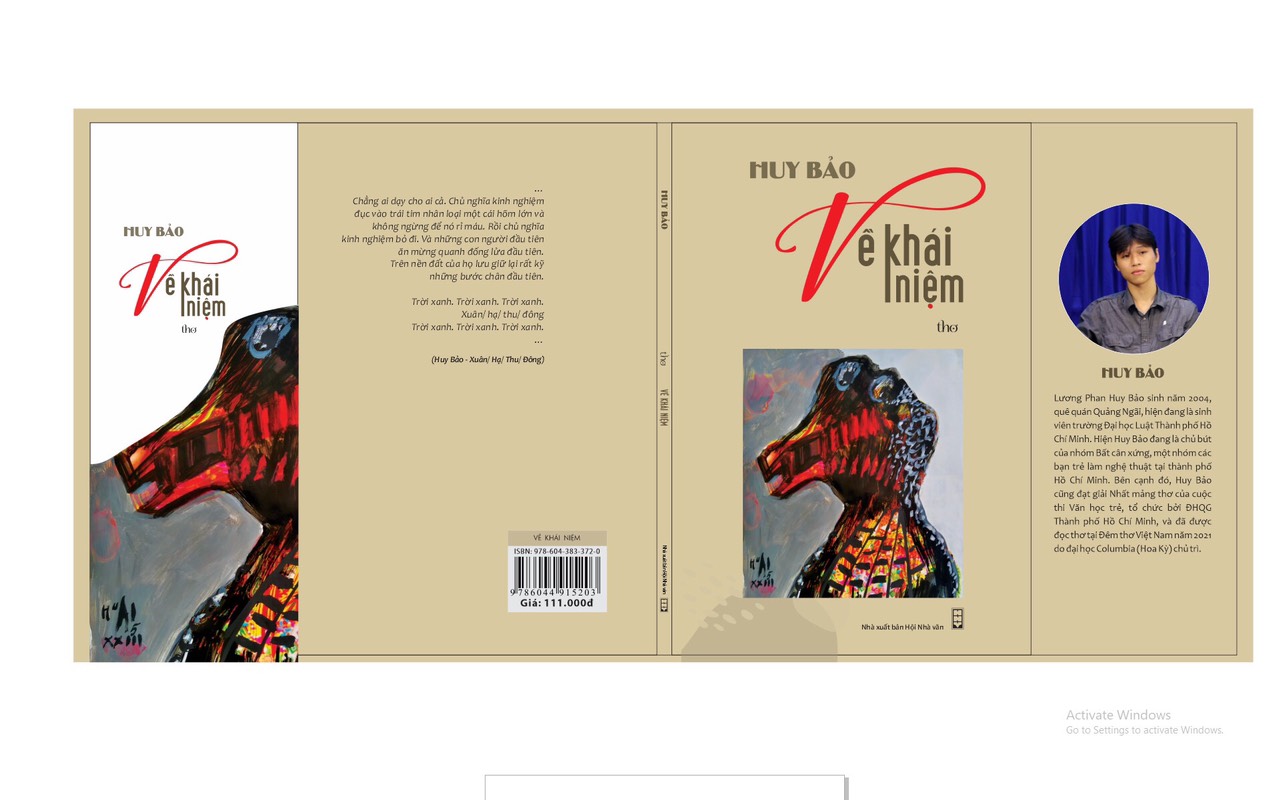 HUY BẢO
Về khái
niệm
thơ
...
Chẳng ai dạy cho ai cả. Chủ nghĩa kinh nghiệm
đục vào trái tim nhân loại một cái hõm lớn và
không ngừng để nó rỉ máu. Rồi chủ nghĩa
kinh nghiệm bỏ đi. Và những con người đầu tiên
ăn mừng quanh đống lửa đầu tiên.
Trên nền đất của họ lưu giữ lại rất kỹ
những bước chân đầu tiên.
Trời xanh. Trời xanh. Trời xanh.
Xuân/ hạ/ thu/ đông
Trời xanh. Trời xanh. Trời xanh.
...
(Huy Bảo - Xuân/ Hạ/ Thu/ Đông)
VỀ KHÁI NIỆM
ISBN: 978-604-383-372-0
9786044915203
Giá: 111.000đ
HUY BẢO
thơ
VỀ KHÁI NIỆM
Nhà xuất bản Hội Nhà văn
HUY BẢO
Về khái
niệm
thơ
Nhà xuất bản Hội Nhà văn
HUY BẢO
Lương Phan Huy Bảo sinh năm 2004,
quê quán Quảng Ngãi, hiện đang là sinh
viên trường Đại học Luật Thành phố Hồ
Chí Minh. Hiện Huy Bảo đang là chủ bút
của nhóm Bất cân xứng, một nhóm các
bạn trẻ làm nghệ thuật tại thành phố
Hồ Chí Minh. Bên cạnh đó, Huy Bảo
cũng đạt giải Nhất mảng thơ của cuộc
thi Văn học trẻ, tổ chức bởi ĐHQG
Thành phố Hồ Chí Minh, và đã được
đọc thơ tại Đêm thơ Việt Nam năm 2021
do đại học Columbia (Hoa Kỳ) chủ trì.
Activate Windows
Go to Settings to activate Windows.